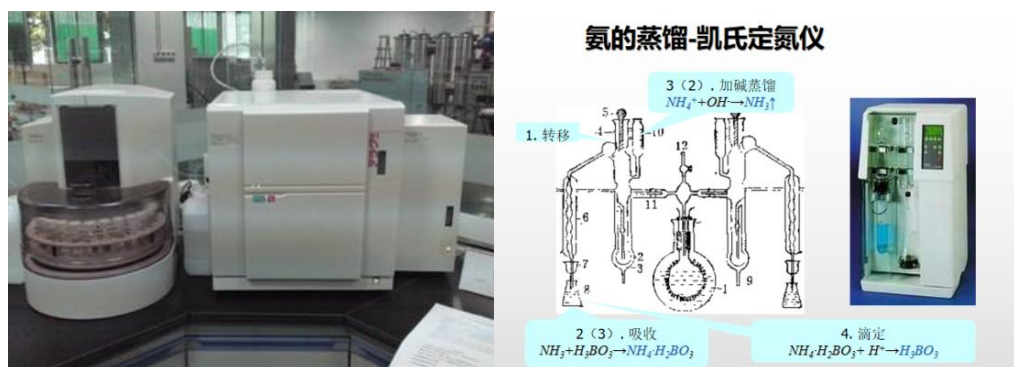 氨的蒸馏-凯氏定氮仪
3（2）. 加碱蒸馏
NH₄⁺+OH-→NH₃↑
1. 转移
5
4
10
12
11
6
2
3
7
8
1
9
2（3）. 吸收
NH₃+H₃BO₃→NH₄·H₂BO₃
4. 滴定
NH₄·H₂BO₃+ H⁺→H₃BO₃